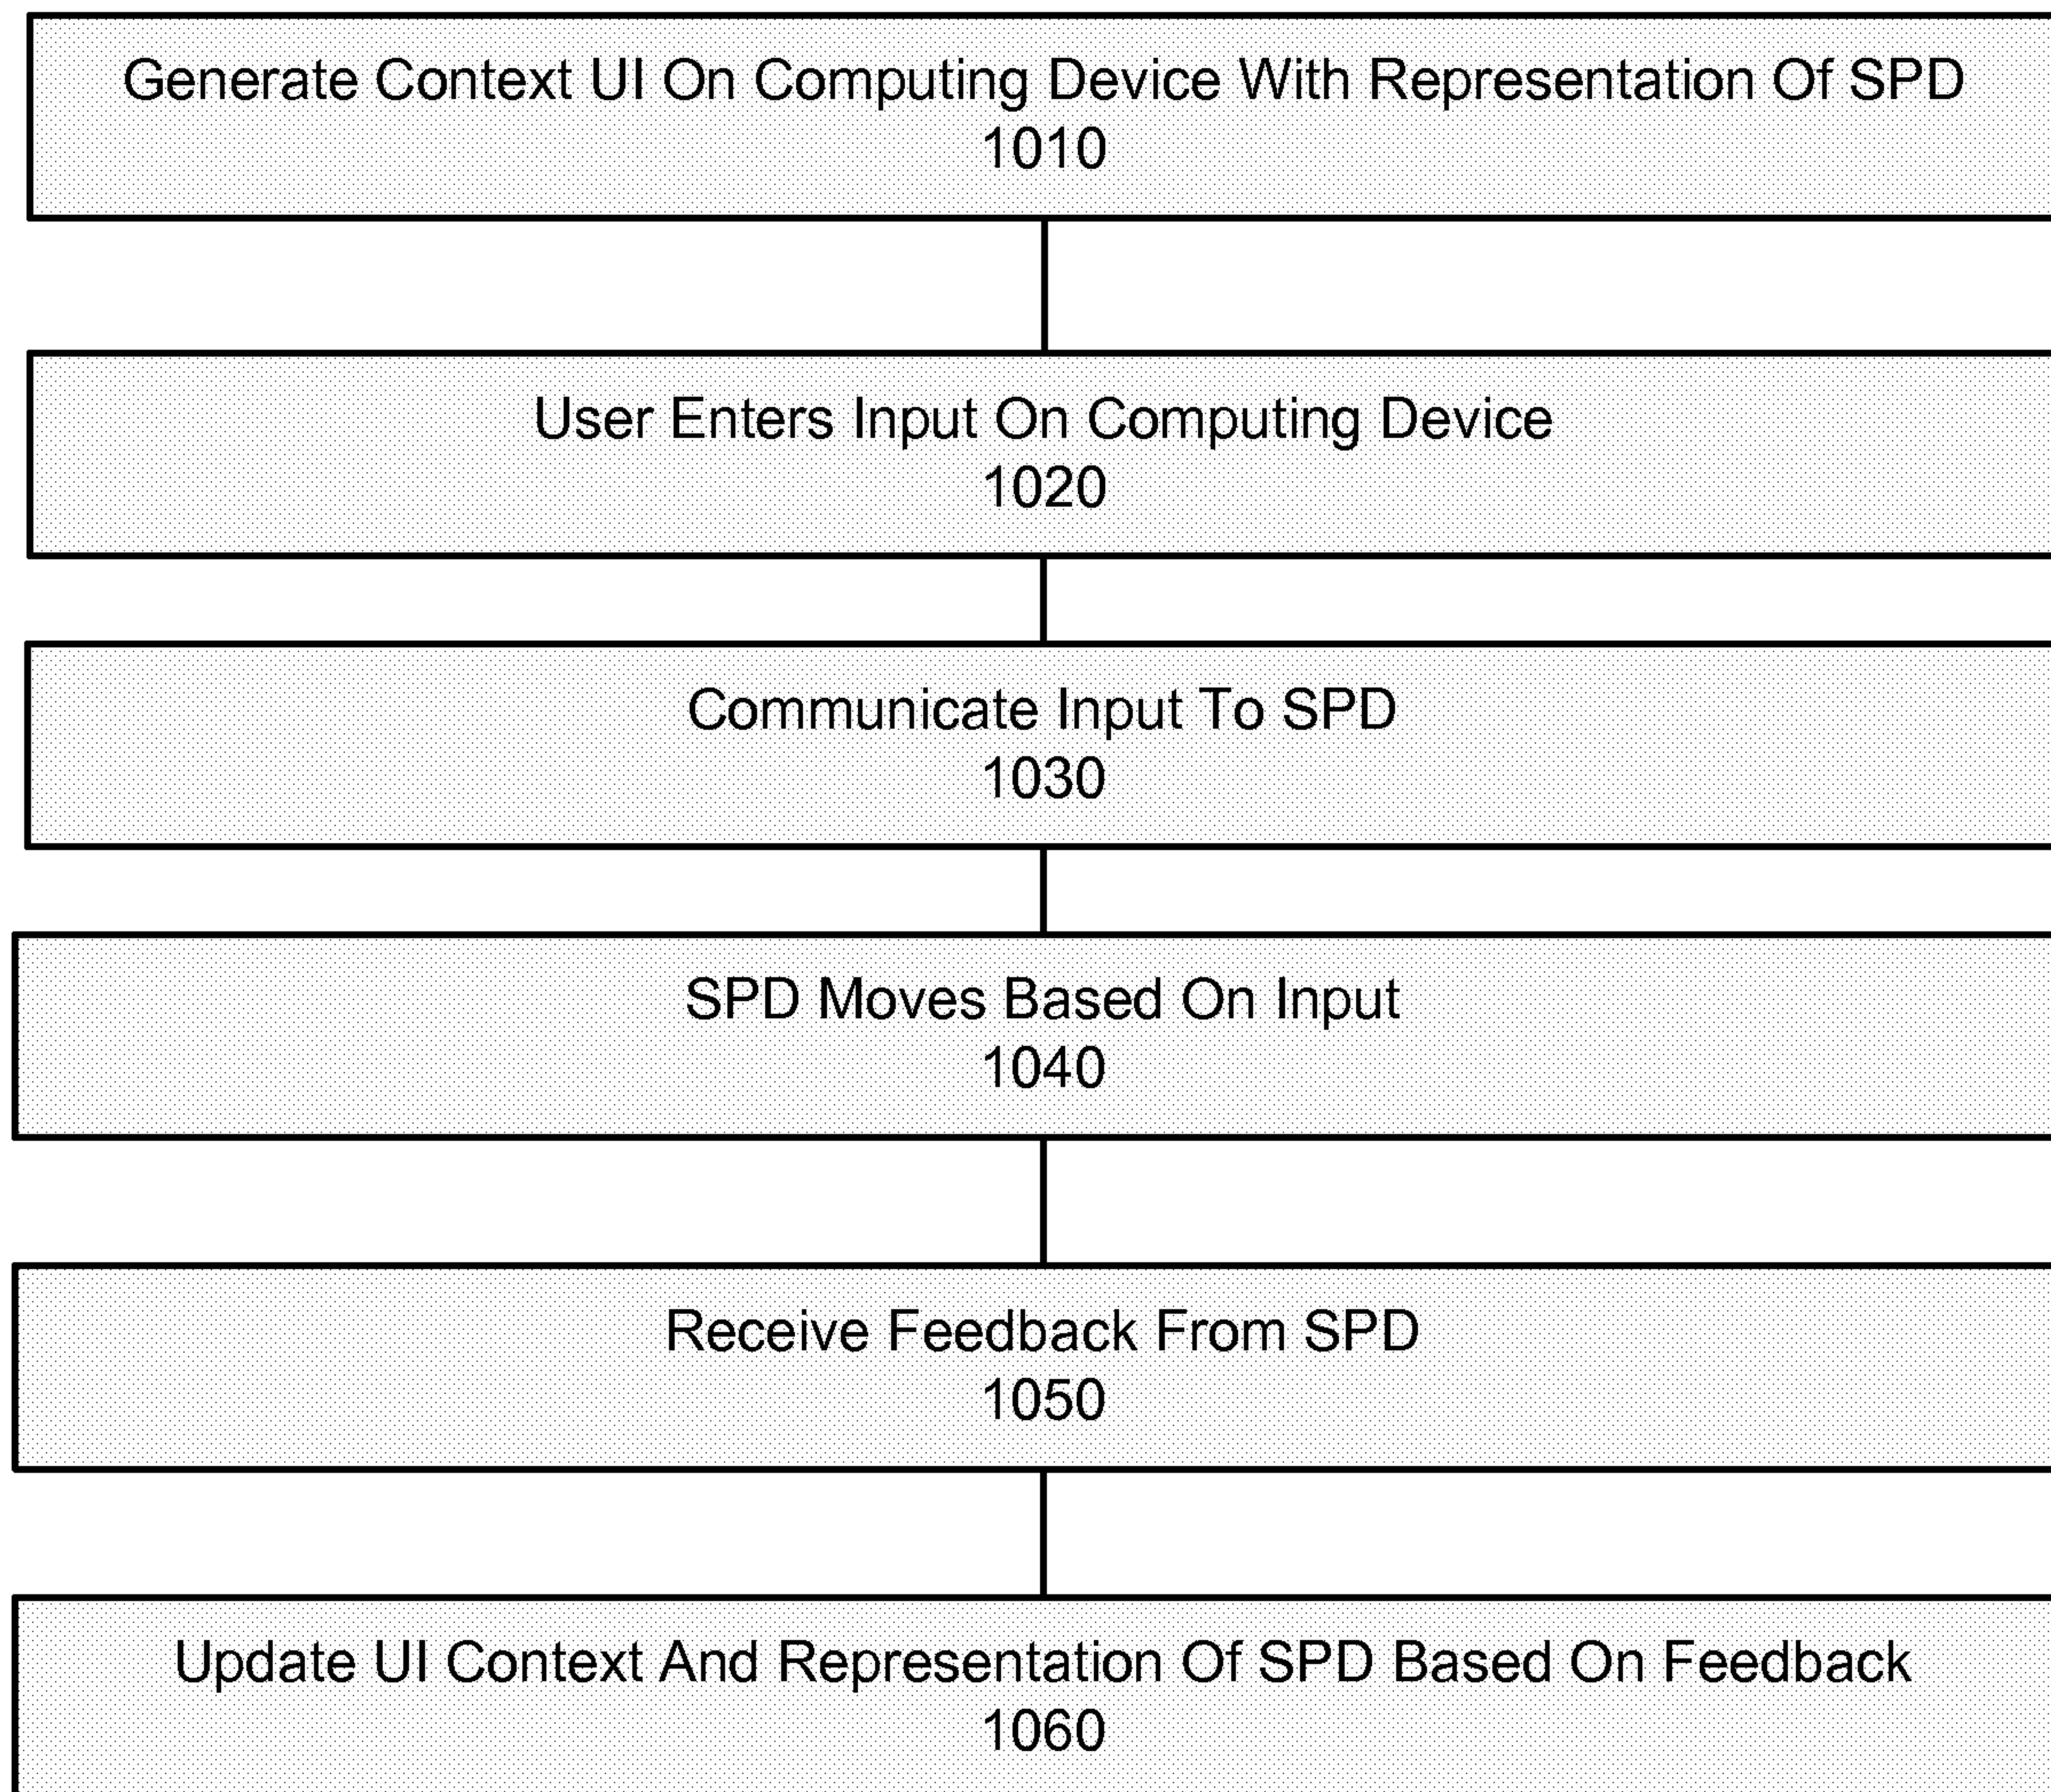 Generate Context UI On Computing Device With Representation Of SPD
1010
User Enters Input On Computing Device
1020
Communicate Input To SPD
1030
SPD Moves Based On Input
1040
Receive Feedback From SPD
1050
Update UI Context And Representation Of SPD Based On Feedback
1060